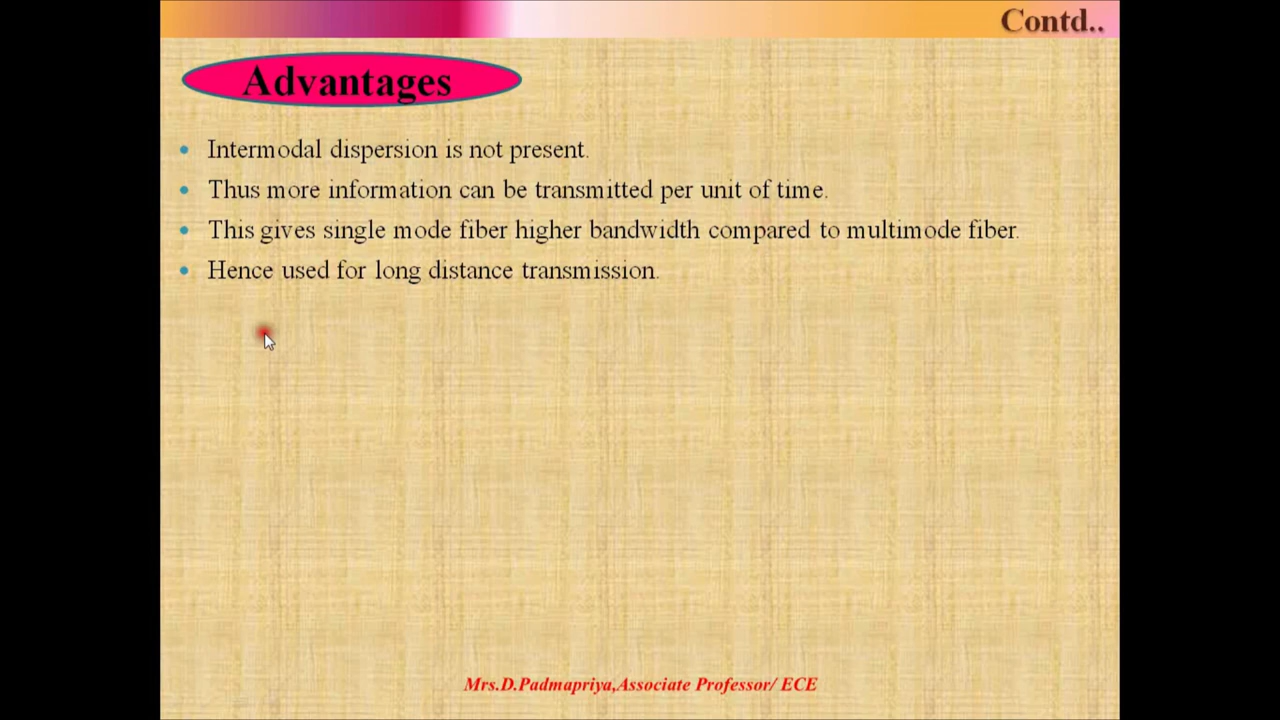 Contd..
Advantages
Intermodal dispersion is not present.
Thus more information can be transmitted per unit of time.
This gives single mode fiber higher bandwidth compared to multimode fiber.
Hence used for long distance transmission.
Mrs.D.Padmapriya,Associate Professor/ ECE